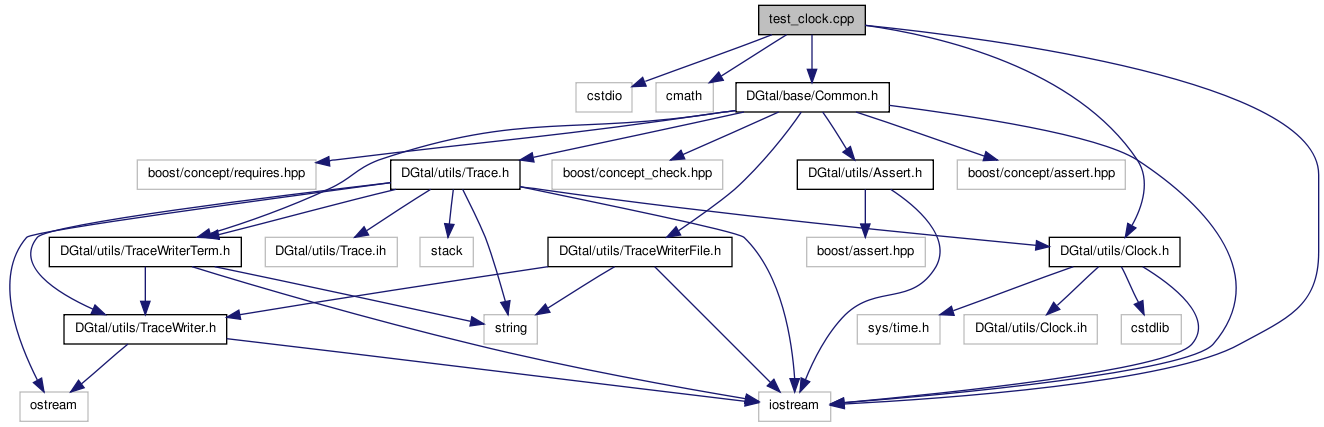 test_clock.cpp
cstdio
cmath
DGtal/base/Common.h
boost/concept/requires.hpp
DGtal/utils/Trace.h
boost/concept_check.hpp
DGtal/utils/Assert.h
boost/concept/assert.hpp
DGtal/utils/TraceWriterTerm.h
DGtal/utils/Trace.ih
stack
DGtal/utils/TraceWriterFile.h
boost/assert.hpp
DGtal/utils/Clock.h
DGtal/utils/TraceWriter.h
string
sys/time.h
DGtal/utils/Clock.ih
cstdlib
ostream
iostream